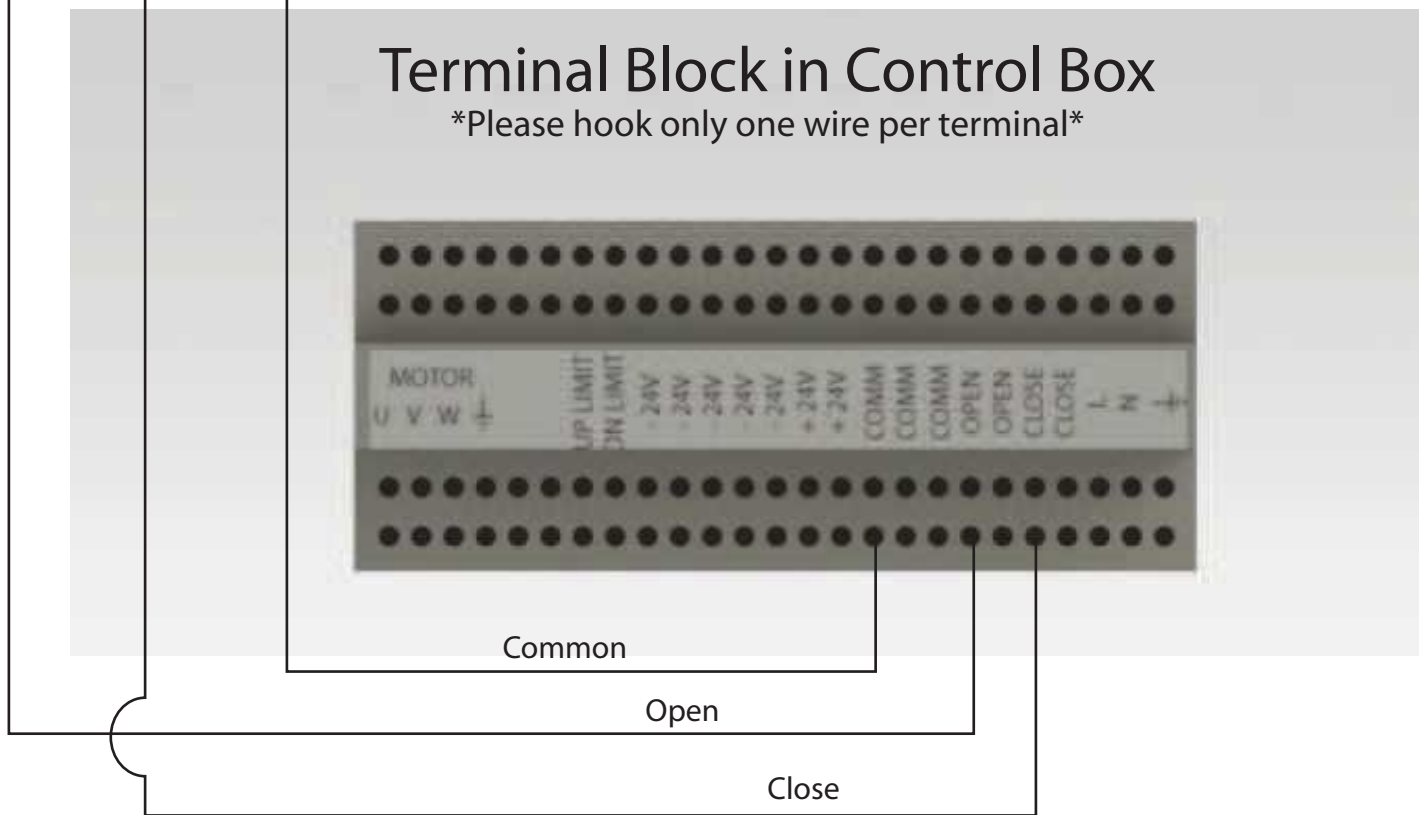 Terminal Block in Control Box
*Please hook only one wire per terminal*
MOTOR
U V W ⏚
UP LIMIT
DN LIMIT
- 24V
- 24V
- 24V
- 24V
- 24V
+ 24V
+ 24V
COMM
COMM
COMM
OPEN
OPEN
CLOSE
CLOSE
L
N
⏚
Common
Open
Close